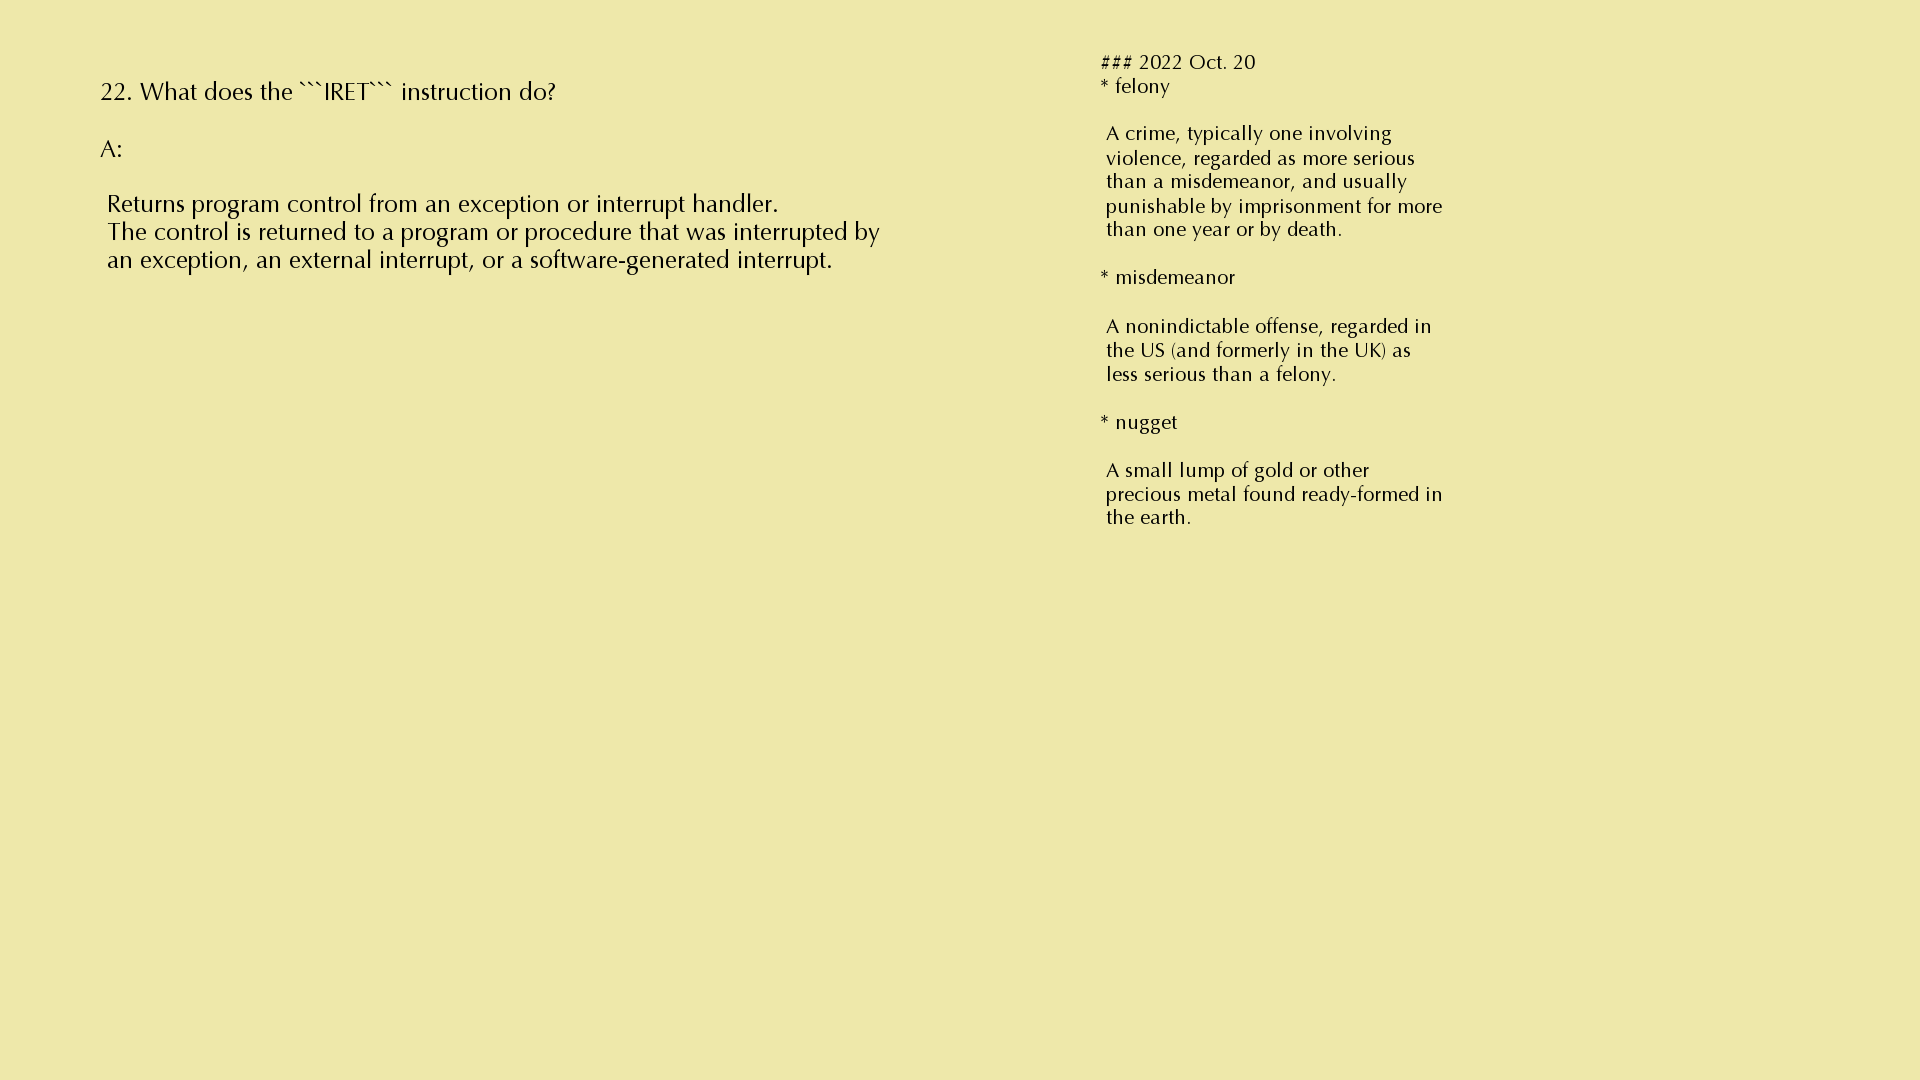 22. What does the ```IRET``` instruction do?
A:
Returns program control from an exception or interrupt handler.
The control is returned to a program or procedure that was interrupted by
an exception, an external interrupt, or a software-generated interrupt.
### 2022 Oct. 20
* felony
A crime, typically one involving
violence, regarded as more serious
than a misdemeanor, and usually
punishable by imprisonment for more
than one year or by death.
* misdemeanor
A nonindictable offense, regarded in
the US (and formerly in the UK) as
less serious than a felony.
* nugget
A small lump of gold or other
precious metal found ready-formed in
the earth.